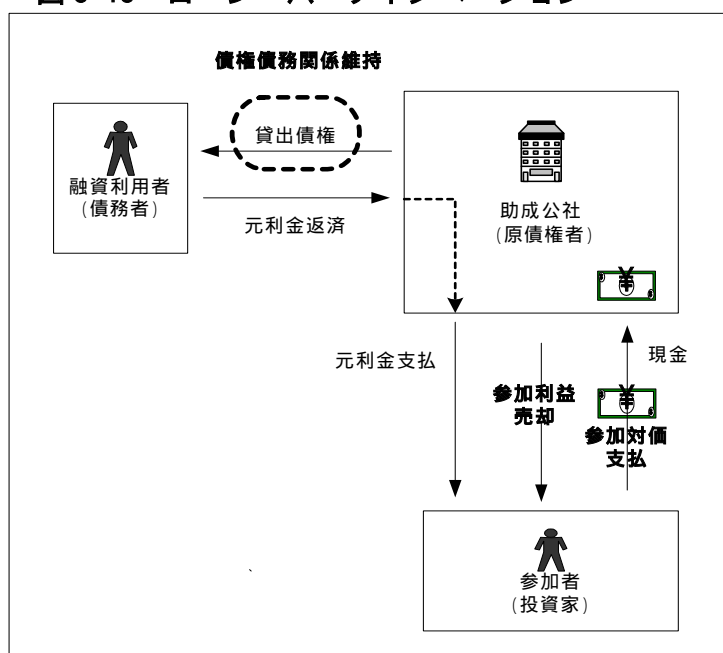 債権債務関係維持
貸出債権
融資利用者
(債務者)
元利金返済
助成公社
(原債権者)
¥
元利金支払
現金
参加利益
売却
¥
参加対価
支払
参加者
(投資家)